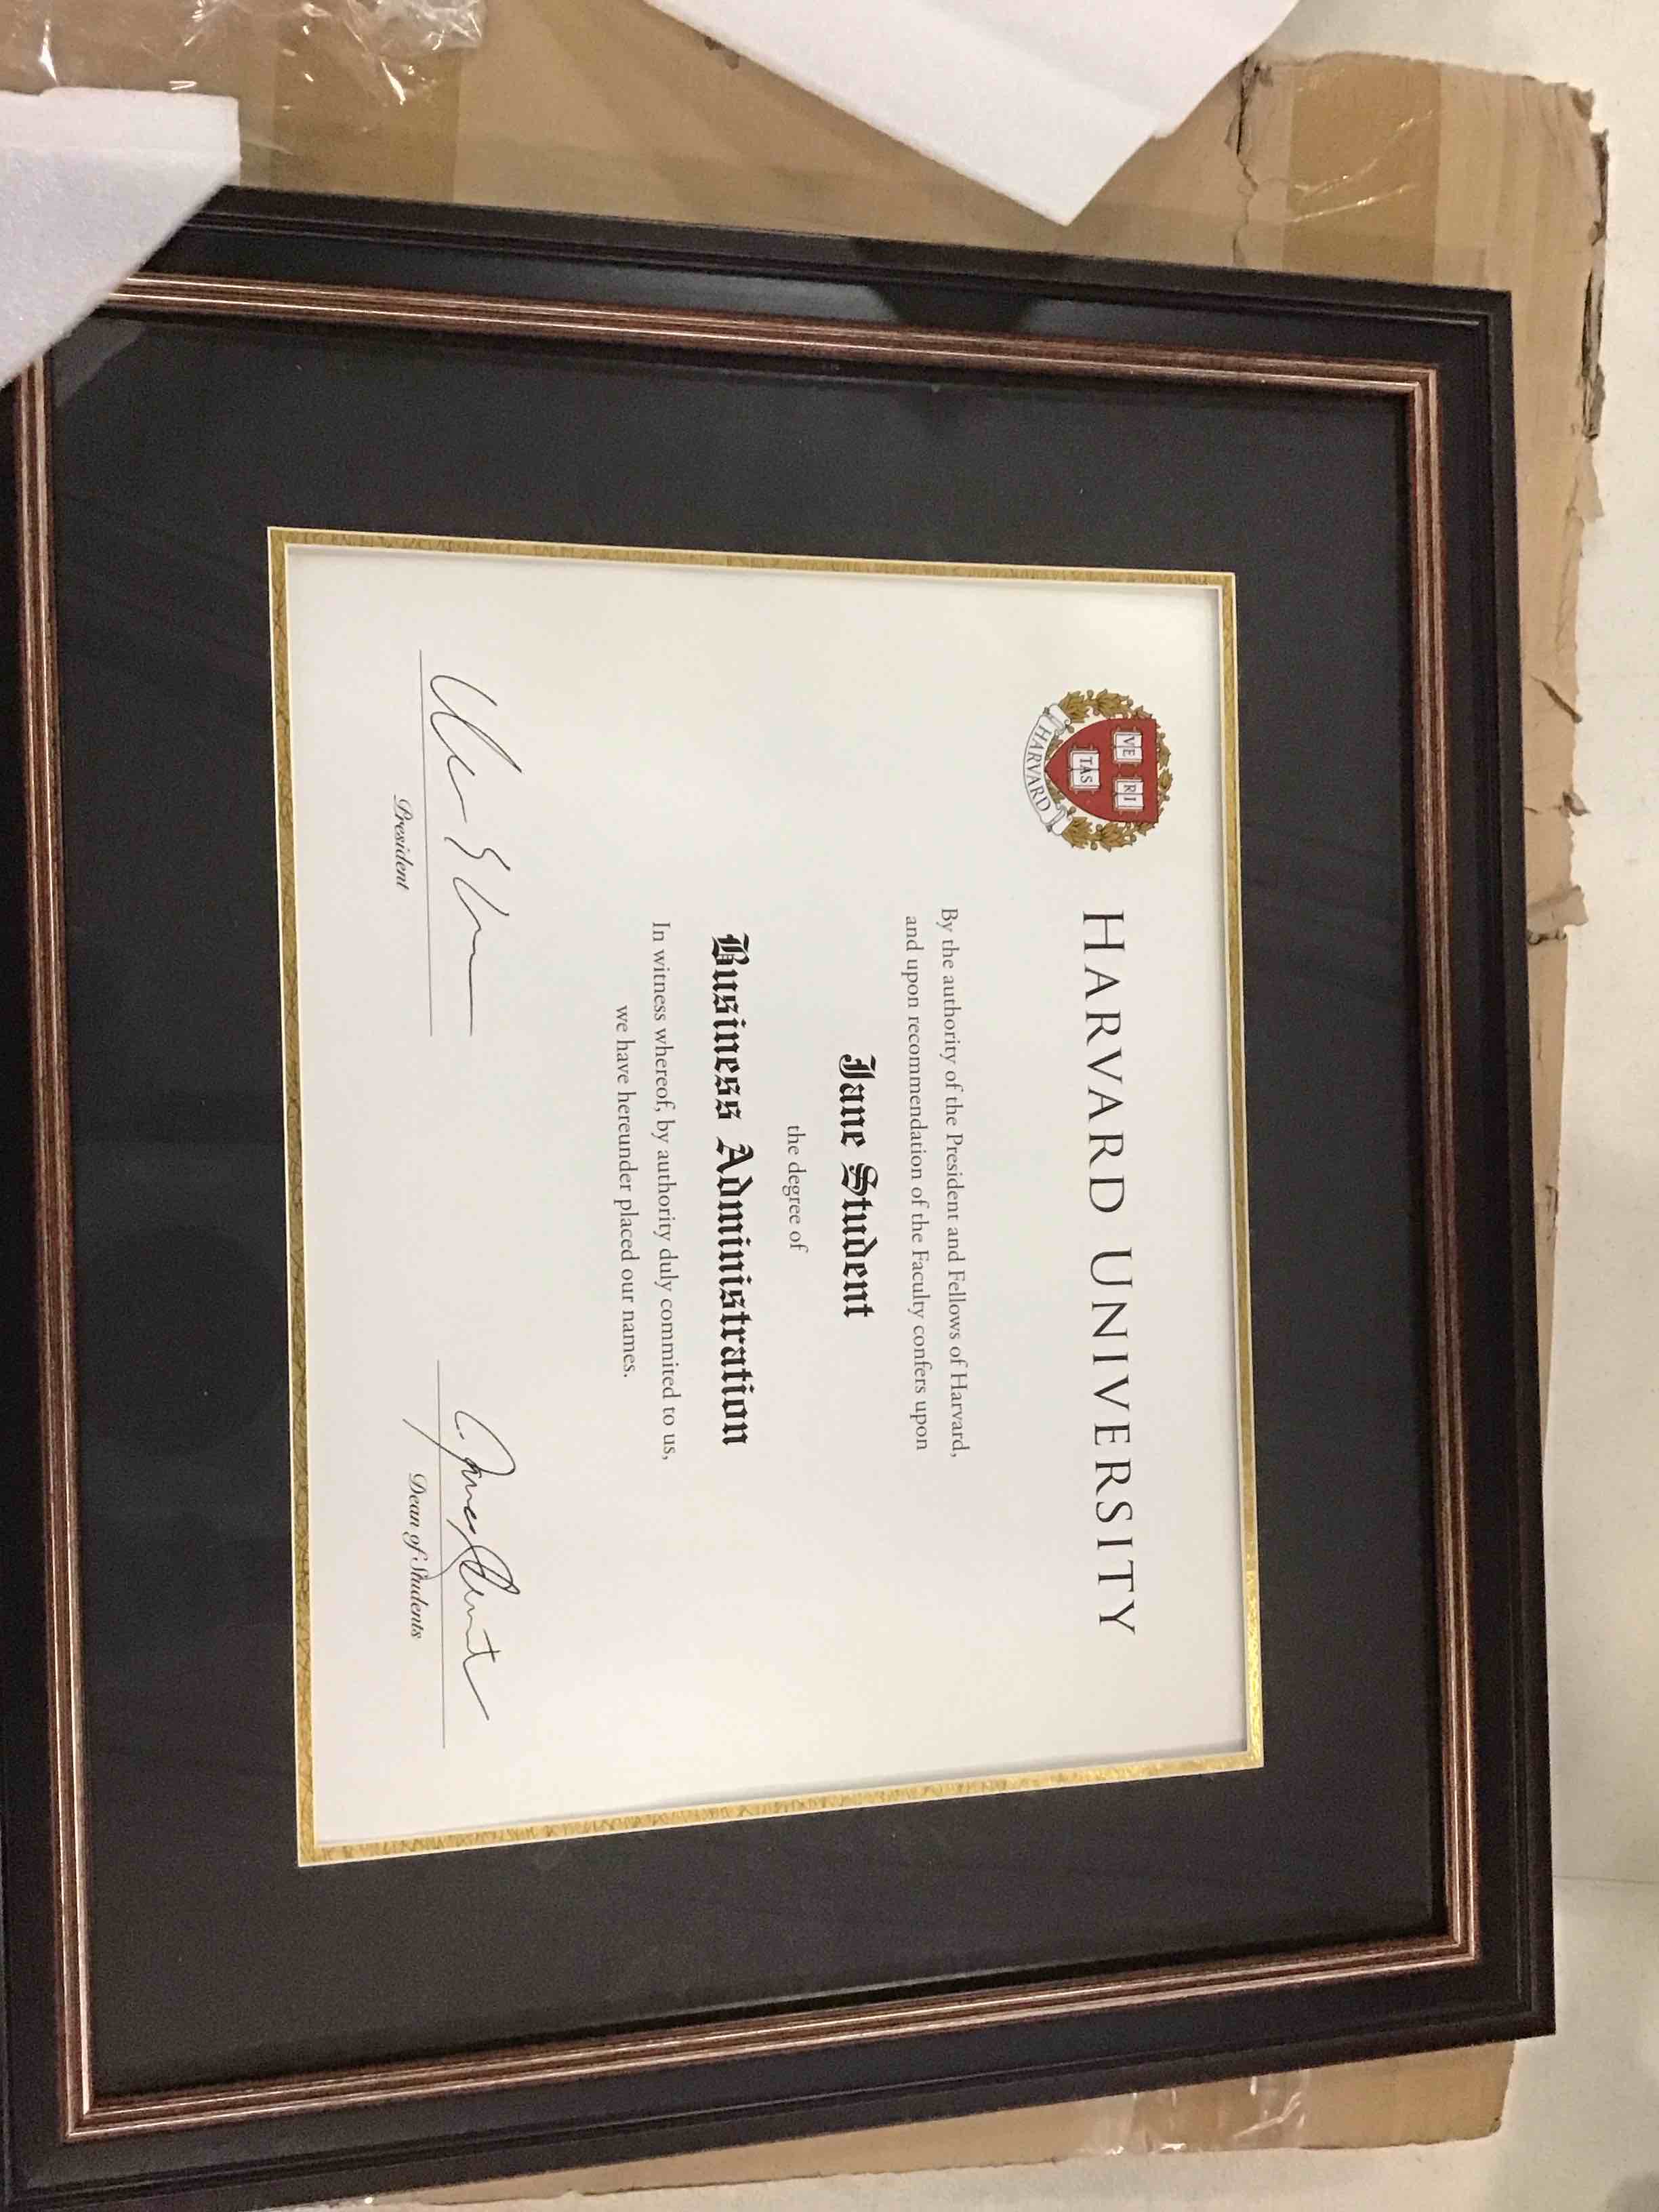 VE RI
TAS
HARVARD
HARVARD UNIVERSITY
By the authority of the President and Fellows of Harvard,
and upon recommendation of the Faculty confers upon
Jane Student
the degree of
Business Administration
In witness whereof, by authority duly commited to us,
we have hereunder placed our names.
President
Dean of Students